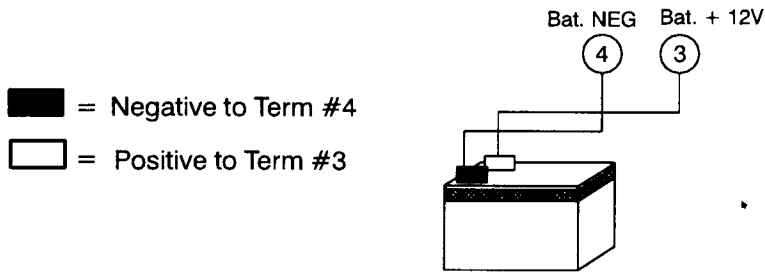 Bat. NEG Bat. + 12V
4 3
= Negative to Term #4
= Positive to Term #3